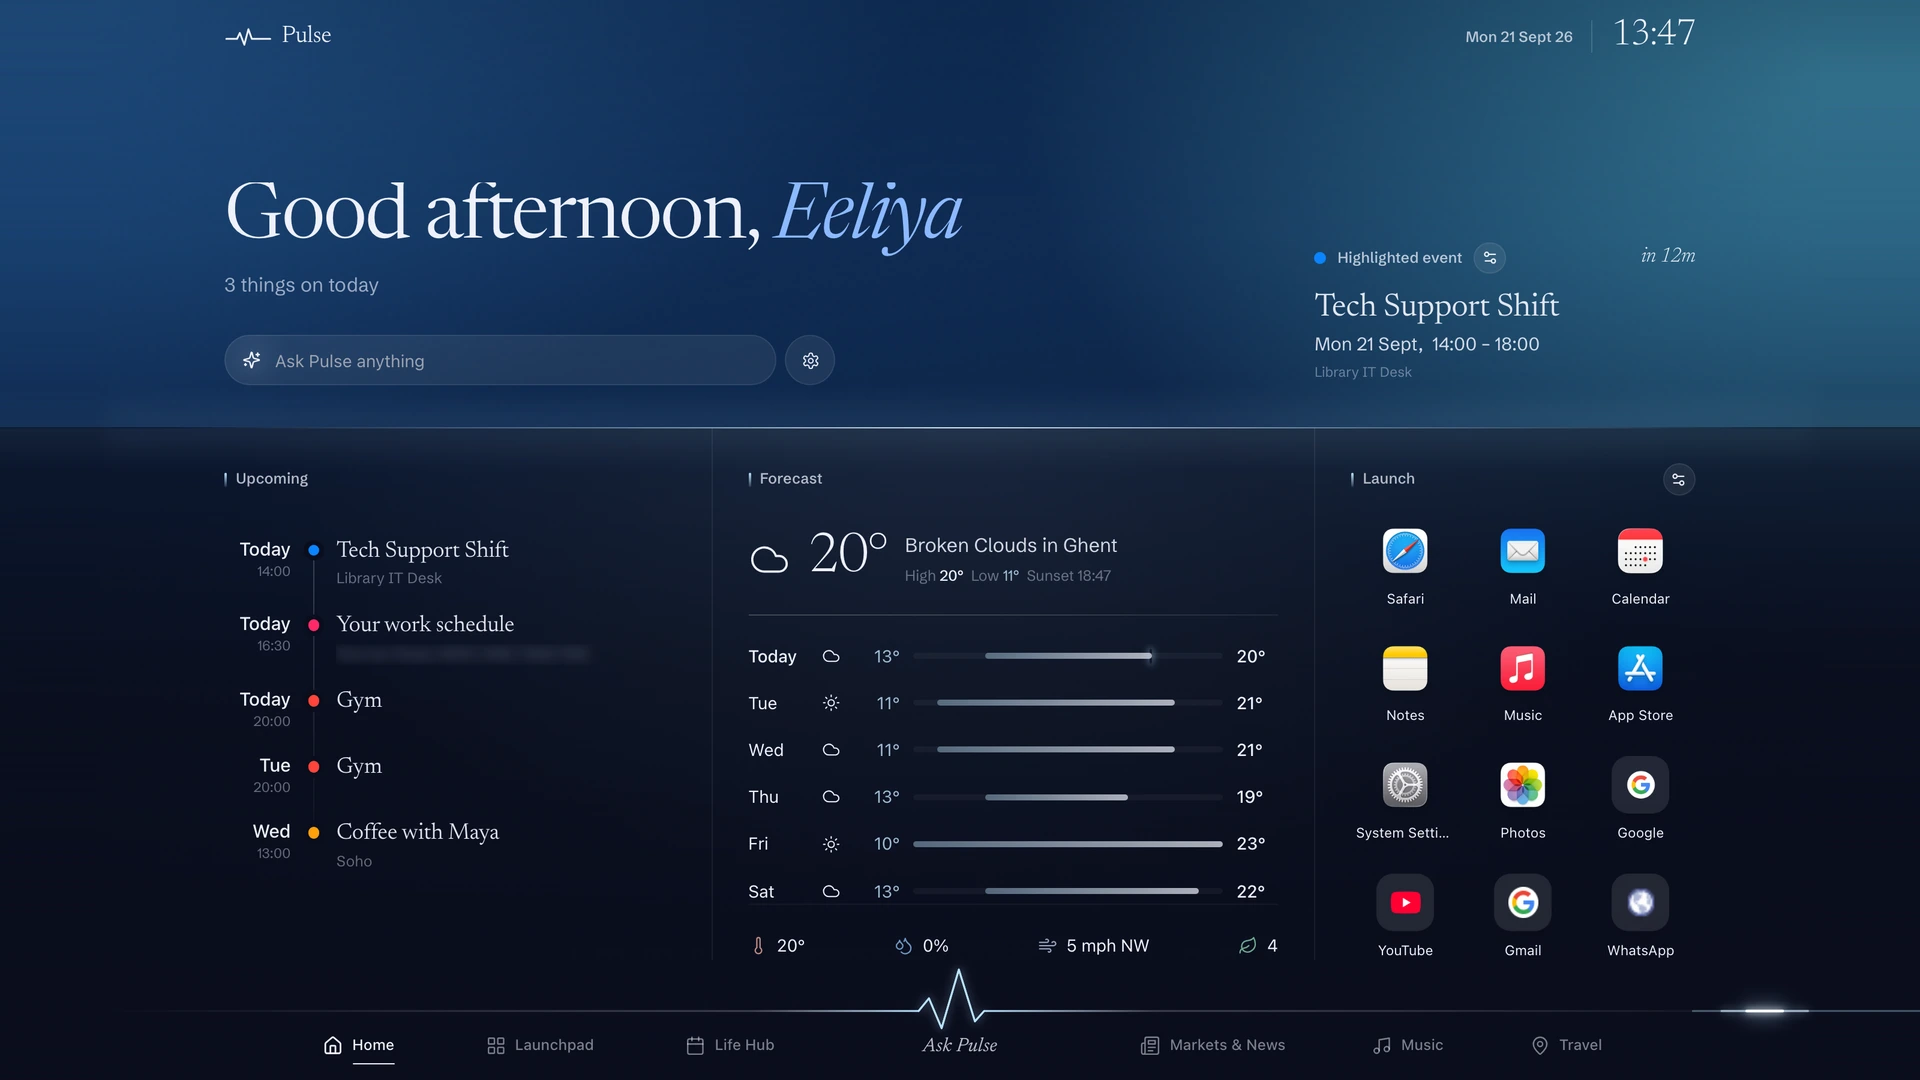 Pulse
Mon 21 Sept 26
13:47
Good afternoon, Eeliya
3 things on today
Ask Pulse anything
Highlighted event
in 12m
Tech Support Shift
Mon 21 Sept, 14:00 – 18:00
Library IT Desk
Upcoming
Today
14:00
Tech Support Shift
Library IT Desk
Today
16:30
Your work schedule
Today
20:00
Gym
Tue
20:00
Gym
Wed
13:00
Coffee with Maya
Soho
Forecast
20°
Broken Clouds in Ghent
High 20° Low 11° Sunset 18:47
Today 13° 20°
Tue 11° 21°
Wed 11° 21°
Thu 13° 19°
Fri 10° 23°
Sat 13° 22°
20° 0% 5 mph NW 4
Launch
Safari Mail Calendar
Notes Music App Store
System Setti... Photos Google
YouTube Gmail WhatsApp
Home Launchpad Life Hub Ask Pulse Markets & News Music Travel